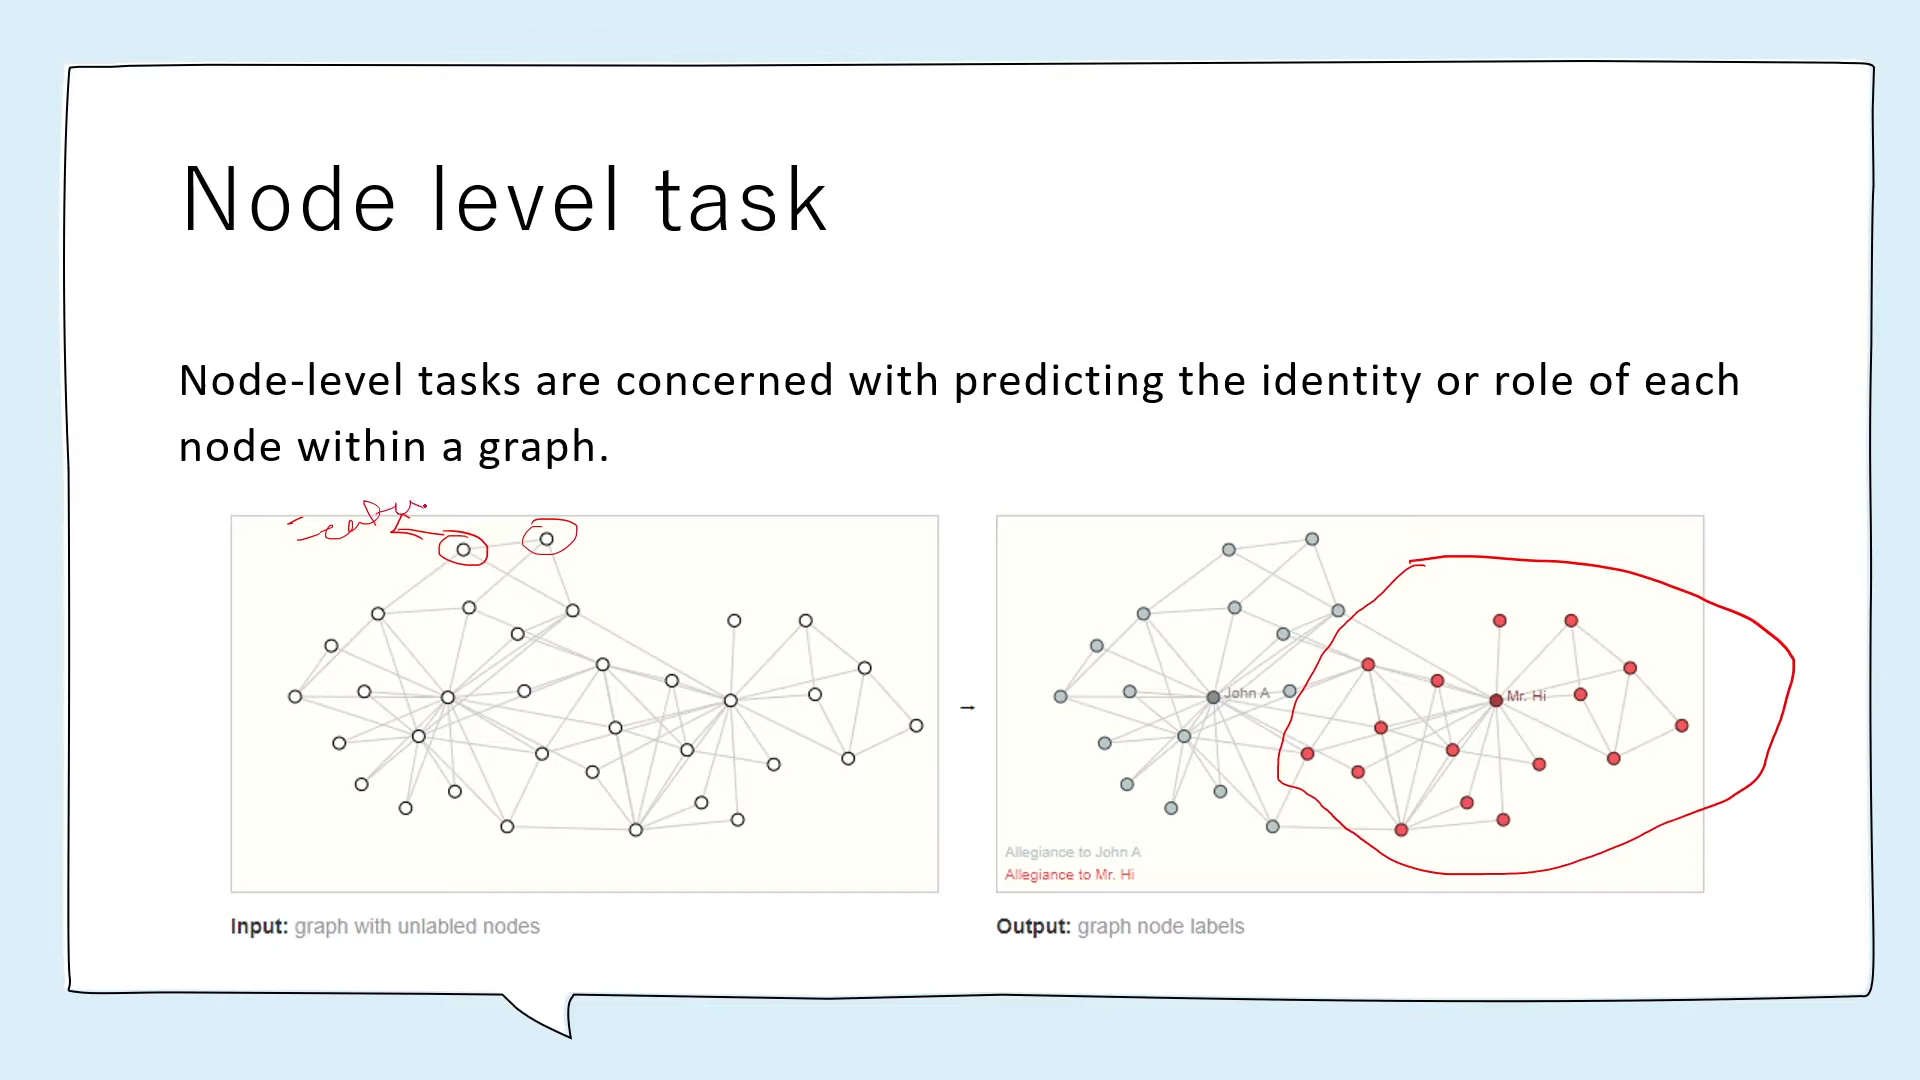 Node level task
Node-level tasks are concerned with predicting the identity or role of each
node within a graph.
John A
Mr. Hi
Allegiance to John A
Allegiance to Mr. Hi
→
Input: graph with unlabled nodes
Output: graph node labels